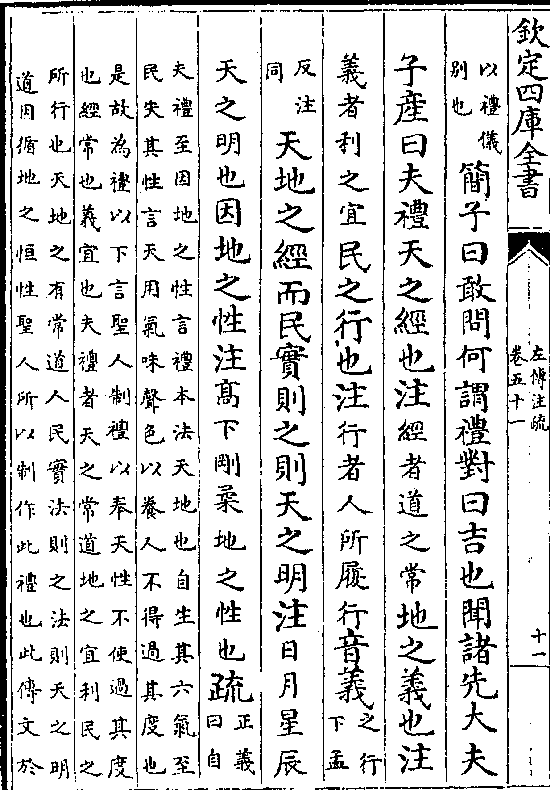 欽定四庫全書
左傳注疏
卷五十一
十一
以禮儀
別也
簡子曰敢問何謂禮對曰吉也聞諸先大夫
子産曰夫禮天之經也注經者道之常地之義也注
義者利之宜民之行也注行者人所履行音義之行
下孟
反注
同
天地之經而民實則之則天之明注日月星辰
天之明也因地之性注髙下剛柔地之性也疏正義
曰自
夫禮至因地之性言禮本法天地也自生其六氣至
民失其性言天用氣味聲色以養人不得過其度也
是故為禮以下言聖人制禮以奉天性不使過其度
也經常也義宜也夫禮者天之常道地之宜利民之
所行也天地之有常道人民實法則之法則天之明
道因循地之恒性聖人所以制作此禮也此傳文於